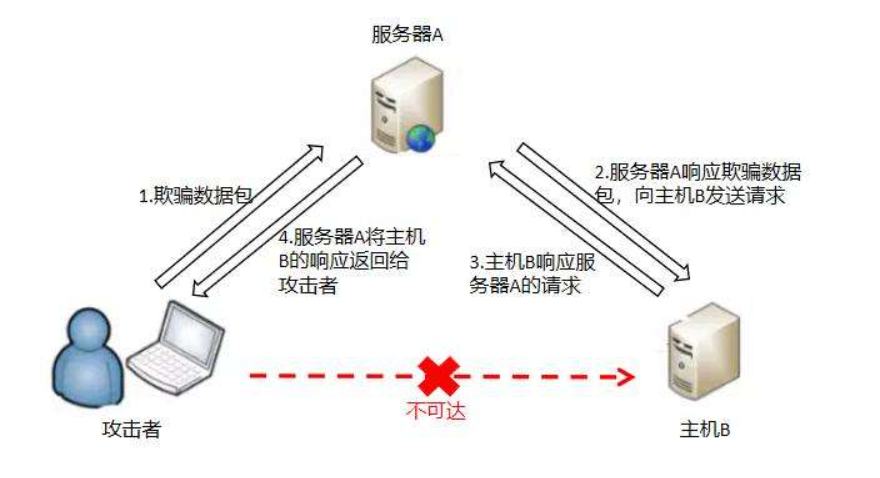 服务器A
1.欺骗数据包
2.服务器A响应欺骗数据
包，向主机B发送请求
4.服务器A将主机
B的响应返回给
攻击者
3.主机B响应服
务器A的请求
不可达
攻击者
主机B